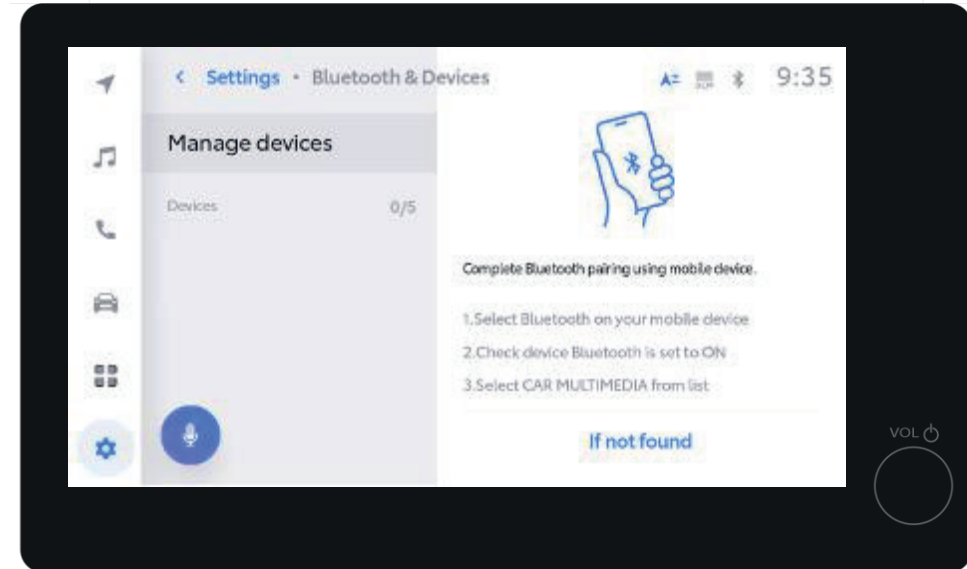 Settings • Bluetooth & Devices
9:35
Manage devices
Devices 0/5
Complete Bluetooth pairing using mobile device.
1.Select Bluetooth on your mobile device
2.Check device Bluetooth is set to ON
3.Select CAR MULTIMEDIA from list
If not found
VOL